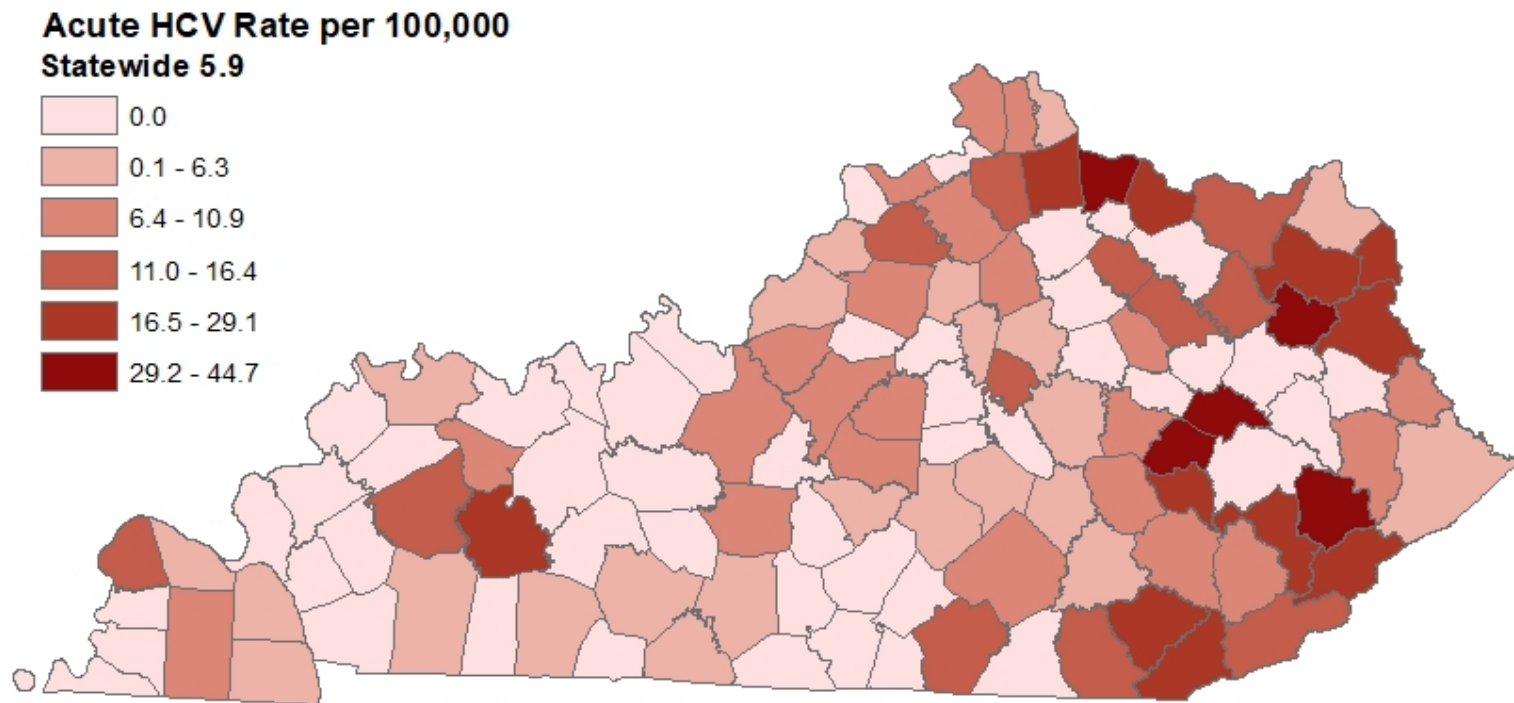 Acute HCV Rate per 100,000
Statewide 5.9
0.0
0.1 - 6.3
6.4 - 10.9
11.0 - 16.4
16.5 - 29.1
29.2 - 44.7